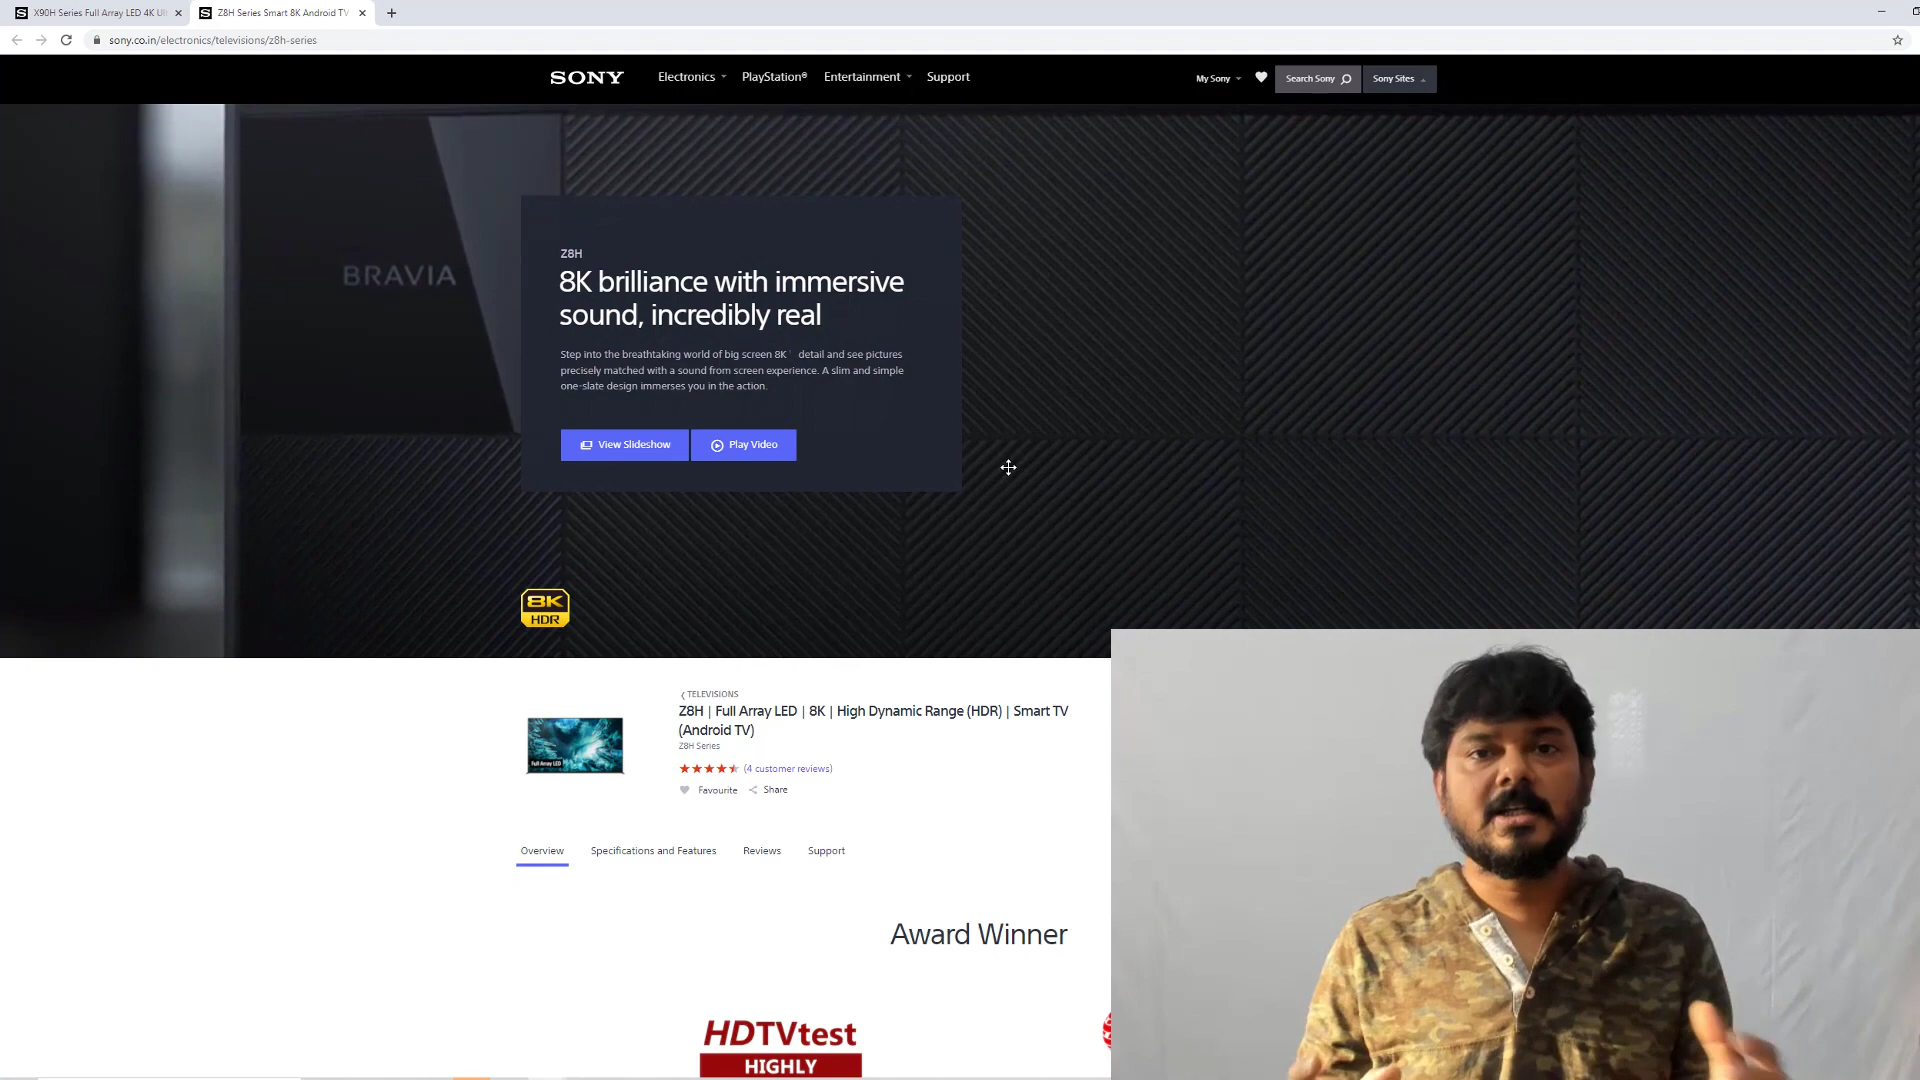 X90H Series Full Array LED 4K Ul
Z8H Series Smart 8K Android TV
sony.co.in/electronics/televisions/z8h-series
SONY
Electronics
PlayStation®
Entertainment
Support
My Sony
Search Sony
Sony Sites
BRAVIA
Z8H
8K brilliance with immersive
sound, incredibly real
Step into the breathtaking world of big screen 8K detail and see pictures
precisely matched with a sound from screen experience. A slim and simple
one-slate design immerses you in the action.
View Slideshow
Play Video
8K
HDR
TELEVISIONS
Z8H | Full Array LED | 8K | High Dynamic Range (HDR) | Smart TV
(Android TV)
Z8H Series
Full Array LED
(4 customer reviews)
Favourite
Share
Overview
Specifications and Features
Reviews
Support
Award Winner
HDTVtest
HIGHLY